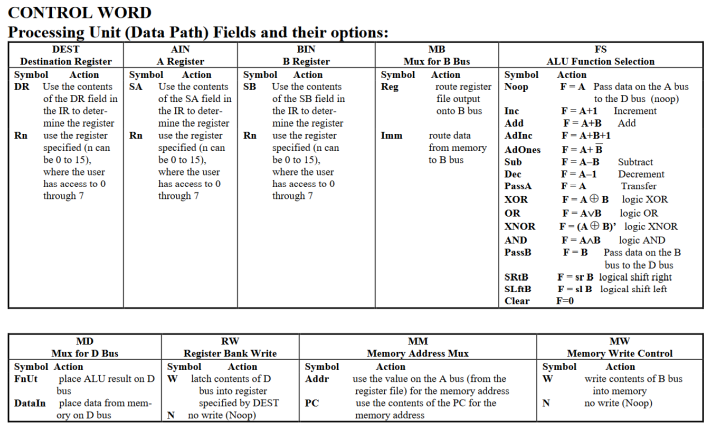 CONTROL WORD
Processing Unit (Data Path) Fields and their options:
DEST
Destination Register
Symbol Action
DR Use the contents
of the DR field in
the IR to deter-
mine the register
Rn use the register
specified (n can
be 0 to 15),
where the user
has access to 0
through 7
AIN
A Register
Symbol Action
SA Use the contents
of the SA field in
the IR to deter-
mine the register
Rn use the register
specified (n can
be 0 to 15),
where the user
has access to 0
through 7
BIN
B Register
Symbol Action
SB Use the contents
of the SB field in
the IR to deter-
mine the register
Rn use the register
specified (n can
be 0 to 15),
where the user
has access to 0
through 7
MB
Mux for B Bus
Symbol Action
Reg route register
file output
onto B bus
Imm route data
from memory
to B bus
FS
ALU Function Selection
Symbol Action
Noop F = A Pass data on the A bus
to the D bus (noop)
Inc F = A+1 Increment
Add F = A+B Add
AdInc F = A+B+1
AdOnes F = A+ B̅
Sub F = A–B Subtract
Dec F = A–1 Decrement
PassA F = A Transfer
XOR F = A ⊕ B logic XOR
OR F = A∨B logic OR
XNOR F = (A ⊕ B)’ logic XNOR
AND F = A∧B logic AND
PassB F = B Pass data on the B
bus to the D bus
SRtB F = sr B logical shift right
SLftB F = sl B logical shift left
Clear F=0
MD
Mux for D Bus
Symbol Action
FnUt place ALU result on D
bus
DataIn place data from mem-
ory on D bus
RW
Register Bank Write
Symbol Action
W latch contents of D
bus into register
specified by DEST
N no write (Noop)
MM
Memory Address Mux
Symbol Action
Addr use the value on the A bus (from the
register file) for the memory address
PC use the contents of the PC for the
memory address
MW
Memory Write Control
Symbol Action
W write contents of B bus
into memory
N no write (Noop)